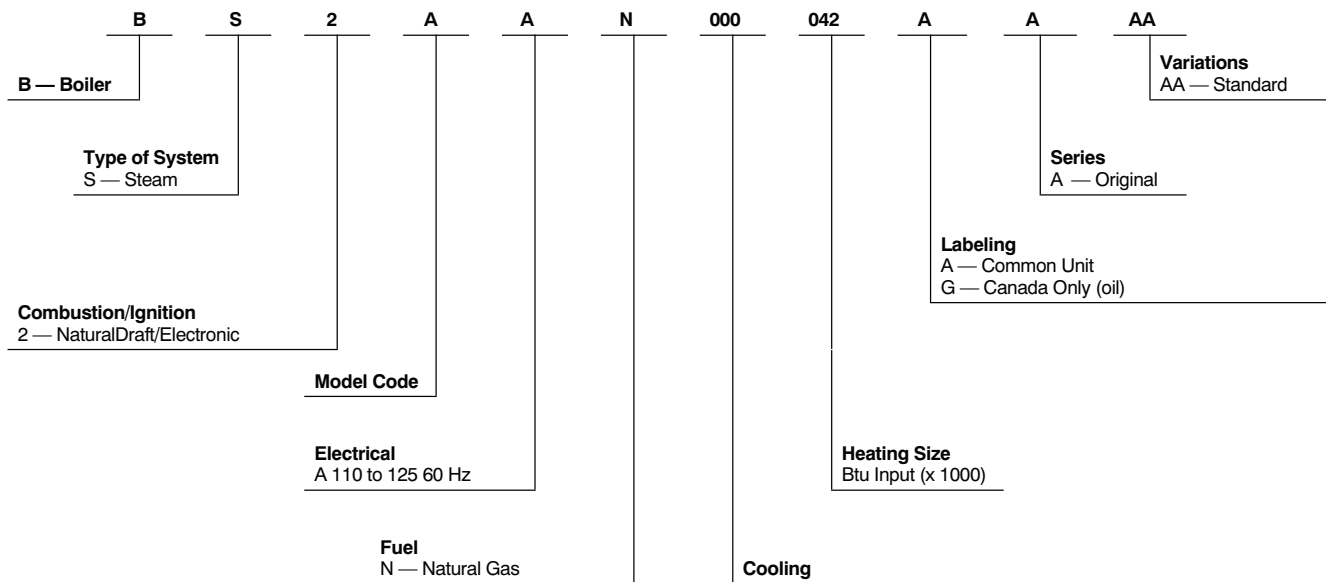 B S 2 A A N 000 042 A A AA
Variations
B — Boiler
AA — Standard
Type of System
S — Steam
Series
A — Original
Labeling
A — Common Unit
G — Canada Only (oil)
Combustion/Ignition
2 — NaturalDraft/Electronic
Model Code
Electrical
A 110 to 125 60 Hz
Heating Size
Btu Input (x 1000)
Fuel
N — Natural Gas
Cooling